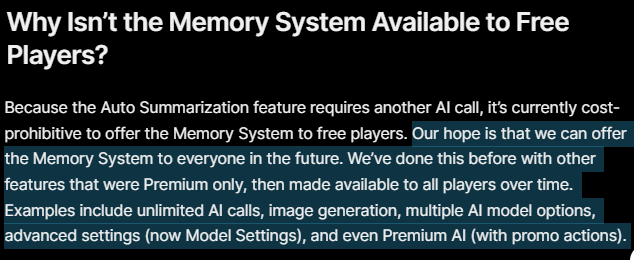 Why Isn’t the Memory System Available to Free
Players?
Because the Auto Summarization feature requires another AI call, it’s currently cost-
prohibitive to offer the Memory System to free players. Our hope is that we can offer
the Memory System to everyone in the future. We’ve done this before with other
features that were Premium only, then made available to all players over time.
Examples include unlimited AI calls, image generation, multiple AI model options,
advanced settings (now Model Settings), and even Premium AI (with promo actions).